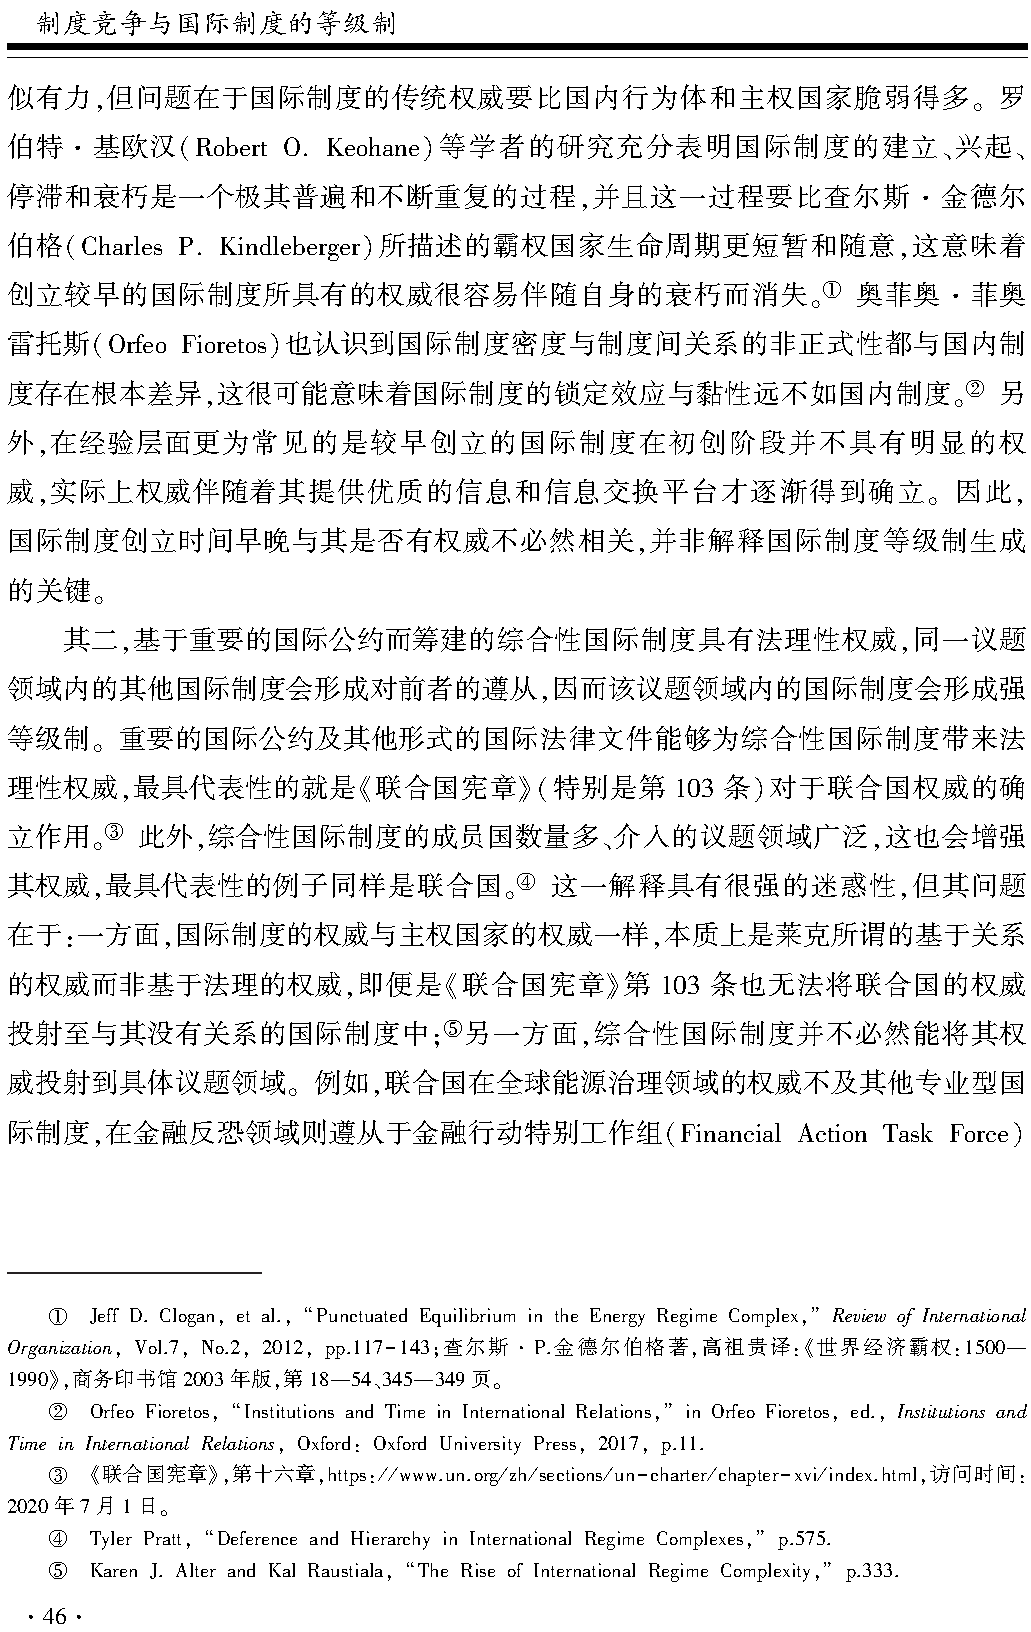 制度竞争与国际制度的等级制
似有力,但问题在于国际制度的传统权威要比国内行为体和主权国家脆弱得多。罗
伯特·基欧汉(Robert O. Keohane)等学者的研究充分表明国际制度的建立、兴起、
停滞和衰朽是一个极其普遍和不断重复的过程,并且这一过程要比查尔斯·金德尔
伯格(Charles P. Kindleberger)所描述的霸权国家生命周期更短暂和随意,这意味着
创立较早的国际制度所具有的权威很容易伴随自身的衰朽而消失。① 奥菲奥·菲奥
雷托斯(Orfeo Fioretos)也认识到国际制度密度与制度间关系的非正式性都与国内制
度存在根本差异,这很可能意味着国际制度的锁定效应与黏性远不如国内制度。② 另
外,在经验层面更为常见的是较早创立的国际制度在初创阶段并不具有明显的权
威,实际上权威伴随着其提供优质的信息和信息交换平台才逐渐得到确立。因此,
国际制度创立时间早晚与其是否有权威不必然相关,并非解释国际制度等级制生成
的关键。
其二,基于重要的国际公约而筹建的综合性国际制度具有法理性权威,同一议题
领域内的其他国际制度会形成对前者的遵从,因而该议题领域内的国际制度会形成强
等级制。重要的国际公约及其他形式的国际法律文件能够为综合性国际制度带来法
理性权威,最具代表性的就是《联合国宪章》(特别是第 103 条)对于联合国权威的确
立作用。③ 此外,综合性国际制度的成员国数量多、介入的议题领域广泛,这也会增强
其权威,最具代表性的例子同样是联合国。④ 这一解释具有很强的迷惑性,但其问题
在于:一方面,国际制度的权威与主权国家的权威一样,本质上是莱克所谓的基于关系
的权威而非基于法理的权威,即便是《联合国宪章》第 103 条也无法将联合国的权威
投射至与其没有关系的国际制度中;⑤另一方面,综合性国际制度并不必然能将其权
威投射到具体议题领域。例如,联合国在全球能源治理领域的权威不及其他专业型国
际制度,在金融反恐领域则遵从于金融行动特别工作组(Financial Action Task Force)
① Jeff D. Clogan, et al., “Punctuated Equilibrium in the Energy Regime Complex,” Review of International
Organization, Vol.7, No.2, 2012, pp.117-143;查尔斯·P.金德尔伯格著,高祖贵译:《世界经济霸权:1500—
1990》,商务印书馆 2003 年版,第 18—54、345—349 页。
② Orfeo Fioretos, “Institutions and Time in International Relations,” in Orfeo Fioretos, ed., Institutions and
Time in International Relations, Oxford: Oxford University Press, 2017, p.11.
③ 《联合国宪章》,第十六章,https://www.un.org/zh/sections/un-charter/chapter-xvi/index.html,访问时间:
2020 年 7 月 1 日。
④ Tyler Pratt, “Deference and Hierarchy in International Regime Complexes,” p.575.
⑤ Karen J. Alter and Kal Raustiala, “The Rise of International Regime Complexity,” p.333.
·46·